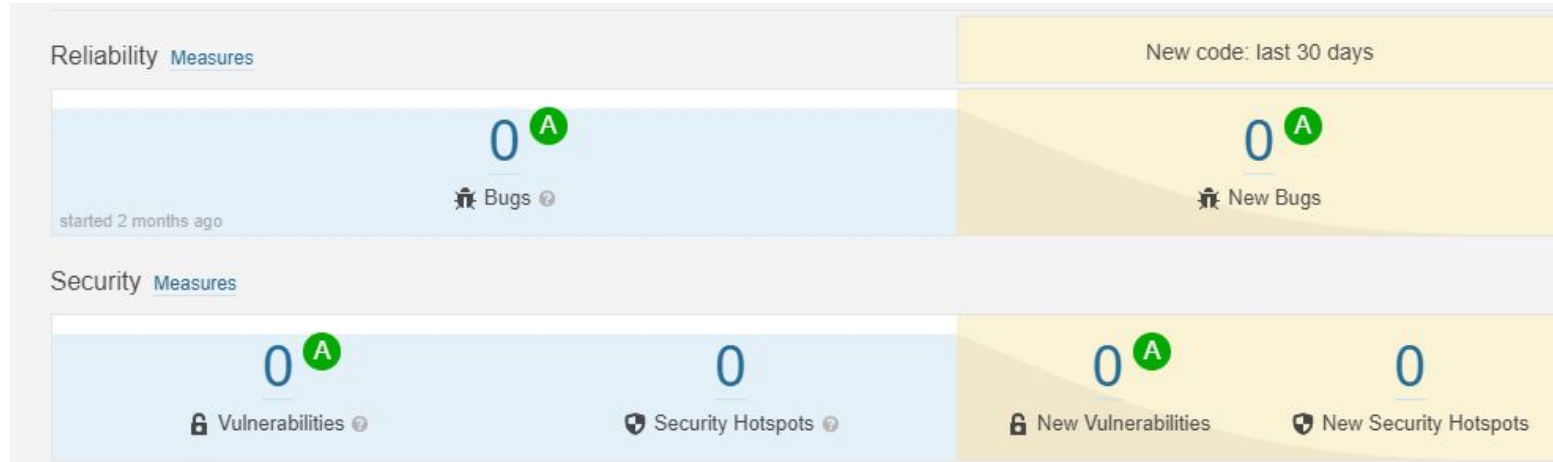 Reliability Measures
New code: last 30 days
0 A
Bugs ?
started 2 months ago
0 A
New Bugs
Security Measures
0 A
Vulnerabilities ?
0
Security Hotspots ?
0 A
New Vulnerabilities
0
New Security Hotspots